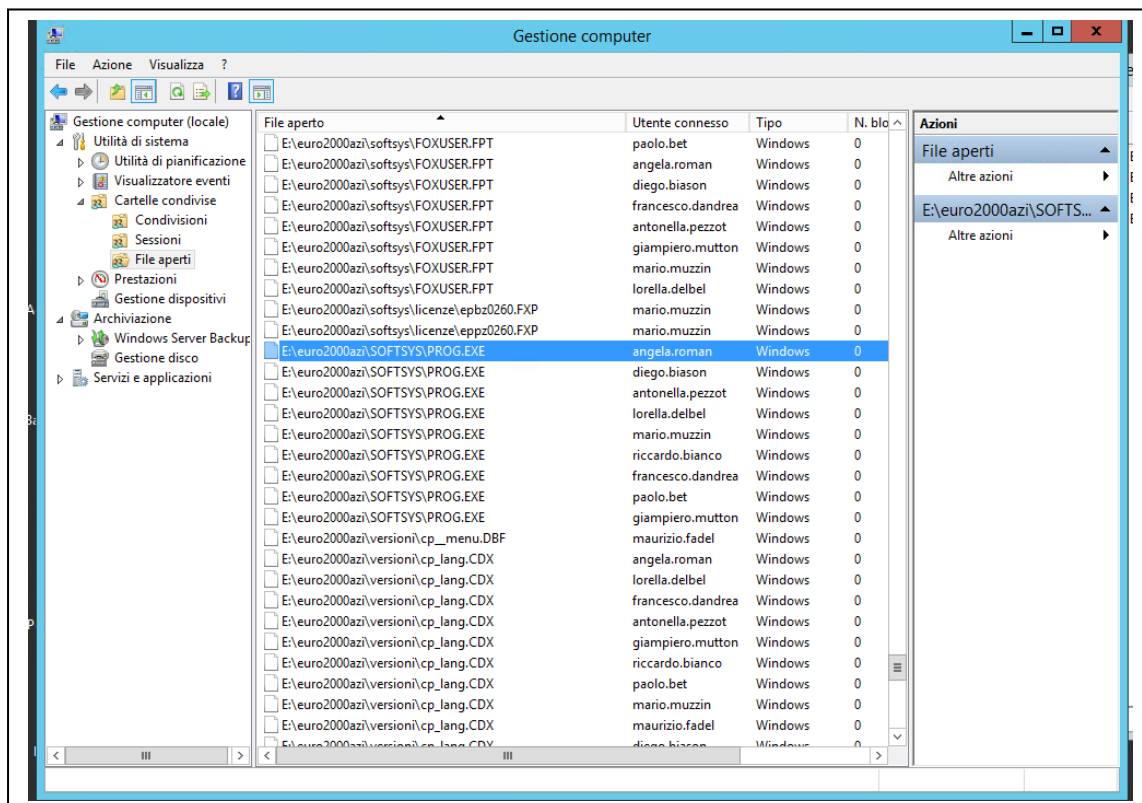 Gestione computer
File Azione Visualizza ?
Gestione computer (locale)
Utilità di sistema
Utilità di pianificazione
Visualizzatore eventi
Cartelle condivise
Condivisioni
Sessioni
File aperti
Prestazioni
Gestione dispositivi
Archiviazione
Windows Server Backup
Gestione disco
Servizi e applicazioni
File aperto Utente connesso Tipo N. blo
E:\euro2000azi\softsys\FOXUSER.FPT paolo.bet Windows 0
E:\euro2000azi\softsys\FOXUSER.FPT angela.roman Windows 0
E:\euro2000azi\softsys\FOXUSER.FPT diego.biason Windows 0
E:\euro2000azi\softsys\FOXUSER.FPT francesco.dandrea Windows 0
E:\euro2000azi\softsys\FOXUSER.FPT antonella.pezzot Windows 0
E:\euro2000azi\softsys\FOXUSER.FPT giampiero.mutton Windows 0
E:\euro2000azi\softsys\FOXUSER.FPT mario.muzzin Windows 0
E:\euro2000azi\softsys\FOXUSER.FPT lorella.delbel Windows 0
E:\euro2000azi\softsys\licenze\epbz0260.FXP mario.muzzin Windows 0
E:\euro2000azi\softsys\licenze\eppz0260.FXP mario.muzzin Windows 0
E:\euro2000azi\SOFTSYS\PROG.EXE angela.roman Windows 0
E:\euro2000azi\SOFTSYS\PROG.EXE diego.biason Windows 0
E:\euro2000azi\SOFTSYS\PROG.EXE antonella.pezzot Windows 0
E:\euro2000azi\SOFTSYS\PROG.EXE lorella.delbel Windows 0
E:\euro2000azi\SOFTSYS\PROG.EXE mario.muzzin Windows 0
E:\euro2000azi\SOFTSYS\PROG.EXE riccardo.bianco Windows 0
E:\euro2000azi\SOFTSYS\PROG.EXE francesco.dandrea Windows 0
E:\euro2000azi\SOFTSYS\PROG.EXE paolo.bet Windows 0
E:\euro2000azi\SOFTSYS\PROG.EXE giampiero.mutton Windows 0
E:\euro2000azi\versioni\cp__menu.DBF maurizio.fadel Windows 0
E:\euro2000azi\versioni\cp_lang.CDX angela.roman Windows 0
E:\euro2000azi\versioni\cp_lang.CDX lorella.delbel Windows 0
E:\euro2000azi\versioni\cp_lang.CDX francesco.dandrea Windows 0
E:\euro2000azi\versioni\cp_lang.CDX antonella.pezzot Windows 0
E:\euro2000azi\versioni\cp_lang.CDX giampiero.mutton Windows 0
E:\euro2000azi\versioni\cp_lang.CDX riccardo.bianco Windows 0
E:\euro2000azi\versioni\cp_lang.CDX paolo.bet Windows 0
E:\euro2000azi\versioni\cp_lang.CDX mario.muzzin Windows 0
E:\euro2000azi\versioni\cp_lang.CDX maurizio.fadel Windows 0
E:\euro2000azi\versioni\cp_lang.CDX diego.biason Windows 0
Azioni
File aperti
Altre azioni
E:\euro2000azi\SOFTS...
Altre azioni